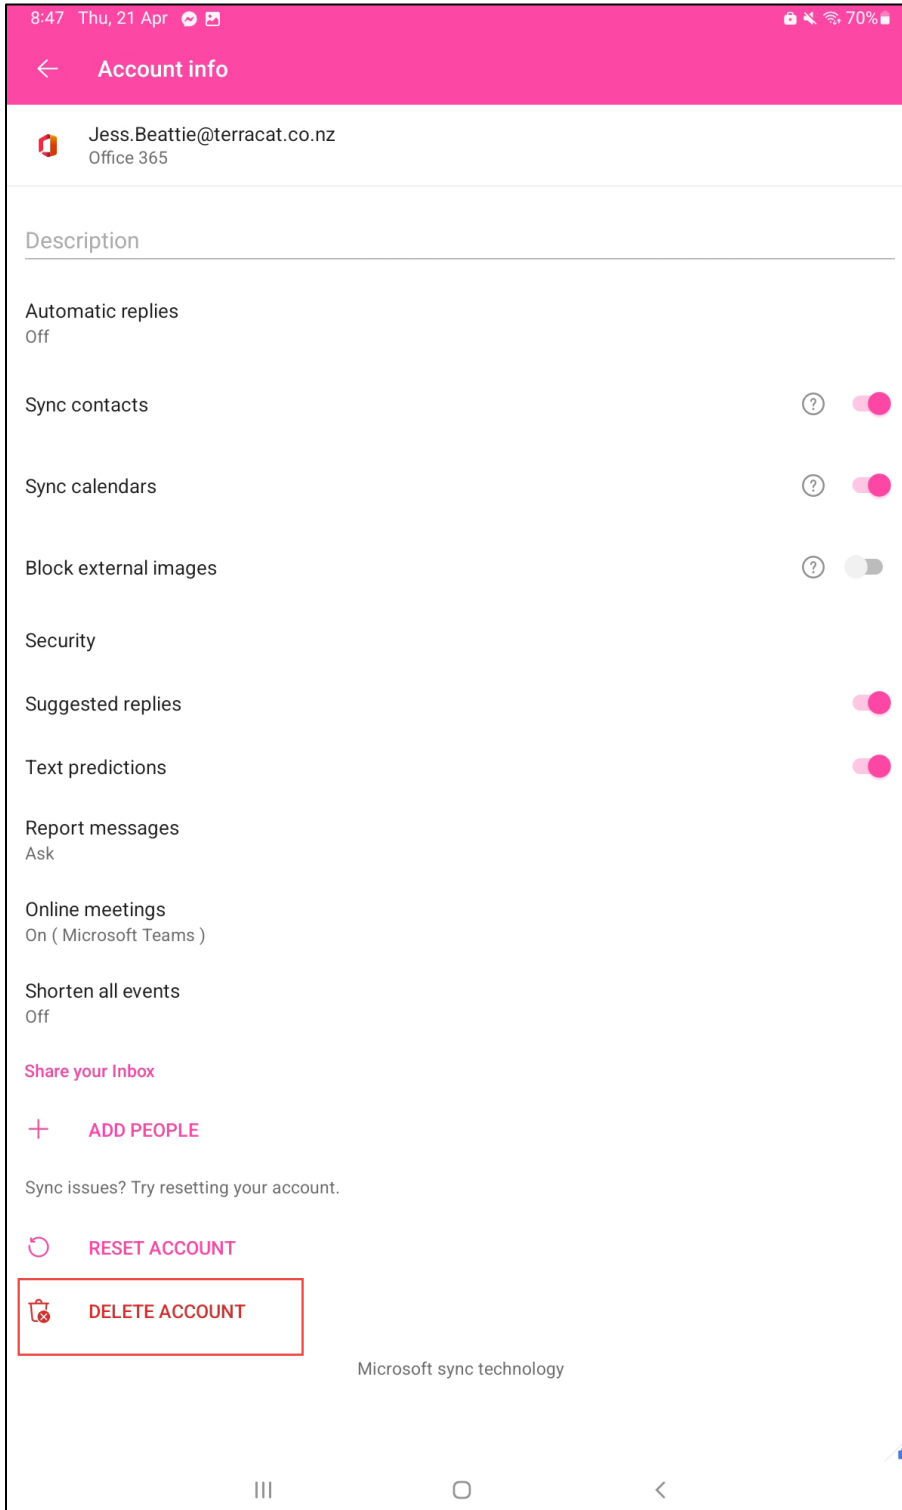 8:47 Thu, 21 Apr 70%
Account info
Jess.Beattie@terracat.co.nz
Office 365
Description
Automatic replies
Off
Sync contacts
Sync calendars
Block external images
Security
Suggested replies
Text predictions
Report messages
Ask
Online meetings
On ( Microsoft Teams )
Shorten all events
Off
Share your Inbox
ADD PEOPLE
Sync issues? Try resetting your account.
RESET ACCOUNT
DELETE ACCOUNT
Microsoft sync technology